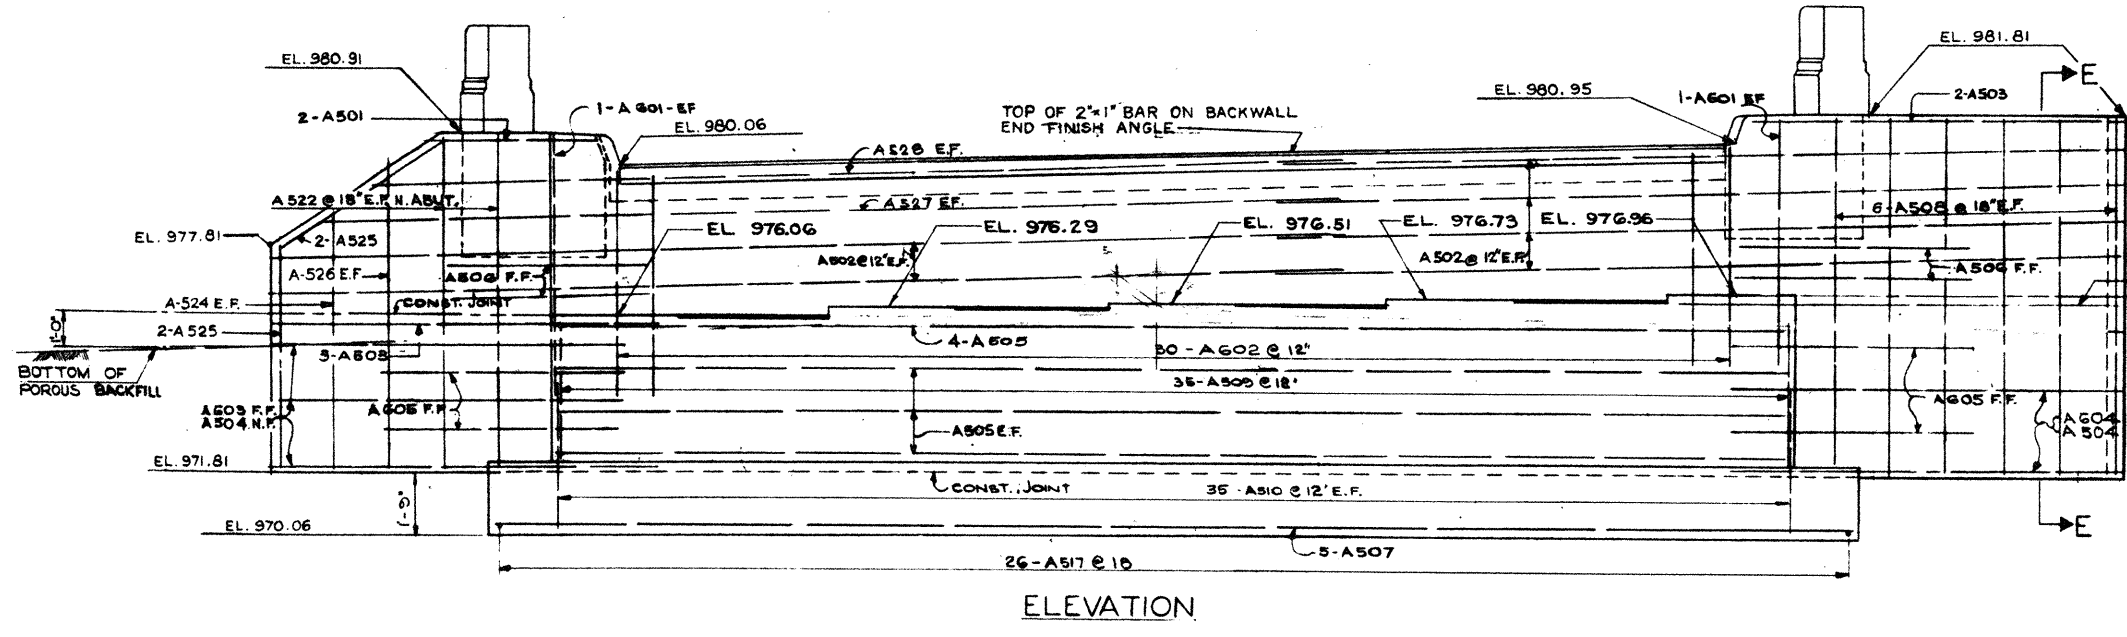 EL. 981.81
EL. 980.91
E
EL. 980.95
1-A601 EF
2-A503
1-A601-EF
2-A501
TOP OF 2"x1" BAR ON BACKWALL
END FINISH ANGLE
EL. 980.06
A528 E.F.
A522 @ 18" E.F. N. ABUT.
A527 EF.
6-A508 @ 18" E.F.
EL. 976.06
EL. 976.29
EL. 976.51
EL. 976.73
EL. 976.96
EL. 977.81
2-A525
A502 @ 12" E.F.
A502 @ 12" E.F.
A-526 E.F.
A506 F.F.
A506 F.F.
A-524 E.F.
CONST. JOINT
1'-0"
2-A525
4-A505
3-A503
30-A602 @ 12"
BOTTOM OF
POROUS BACKFILL
35-A509 @ 12"
A603 F.F.
A504 N.F.
A605 F.F.
A605 F.F.
A604
A504
A505 E.F.
EL. 971.81
CONST. JOINT
35-A510 @ 12" E.F.
1'-9"
EL. 970.06
E
5-A507
26-A517 @ 18
ELEVATION